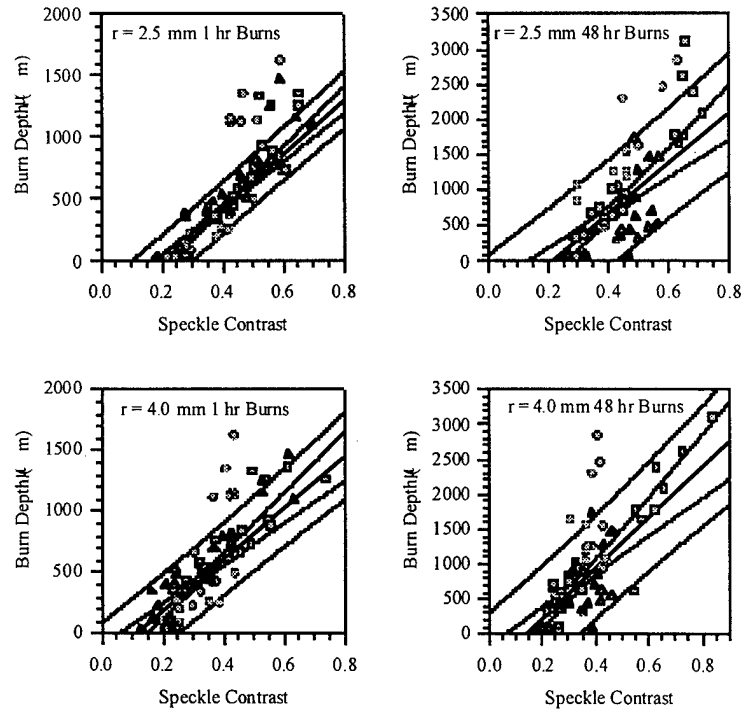 r = 2.5 mm 1 hr Burns
2000
1500
1000
500
0
Burn Depth (μ m)
0.0 0.2 0.4 0.6 0.8
Speckle Contrast
r = 2.5 mm 48 hr Burns
3500
3000
2500
2000
1500
1000
500
0
Burn Depth (μ m)
0.0 0.2 0.4 0.6 0.8
Speckle Contrast
r = 4.0 mm 1 hr Burns
2000
1500
1000
500
0
Burn Depth (μ m)
0.0 0.2 0.4 0.6 0.8
Speckle Contrast
r = 4.0 mm 48 hr Burns
3500
3000
2500
2000
1500
1000
500
0
Burn Depth (μ m)
0.0 0.2 0.4 0.6 0.8
Speckle Contrast